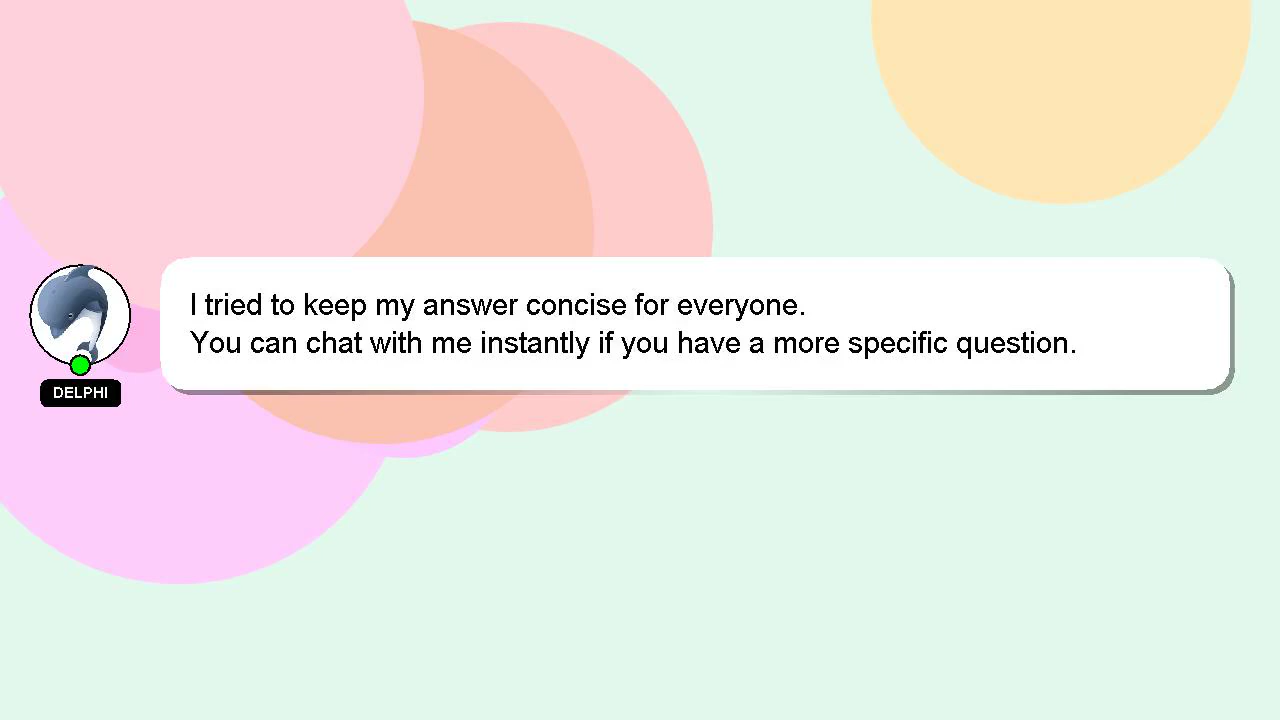 I tried to keep my answer concise for everyone.
You can chat with me instantly if you have a more specific question.
DELPHI